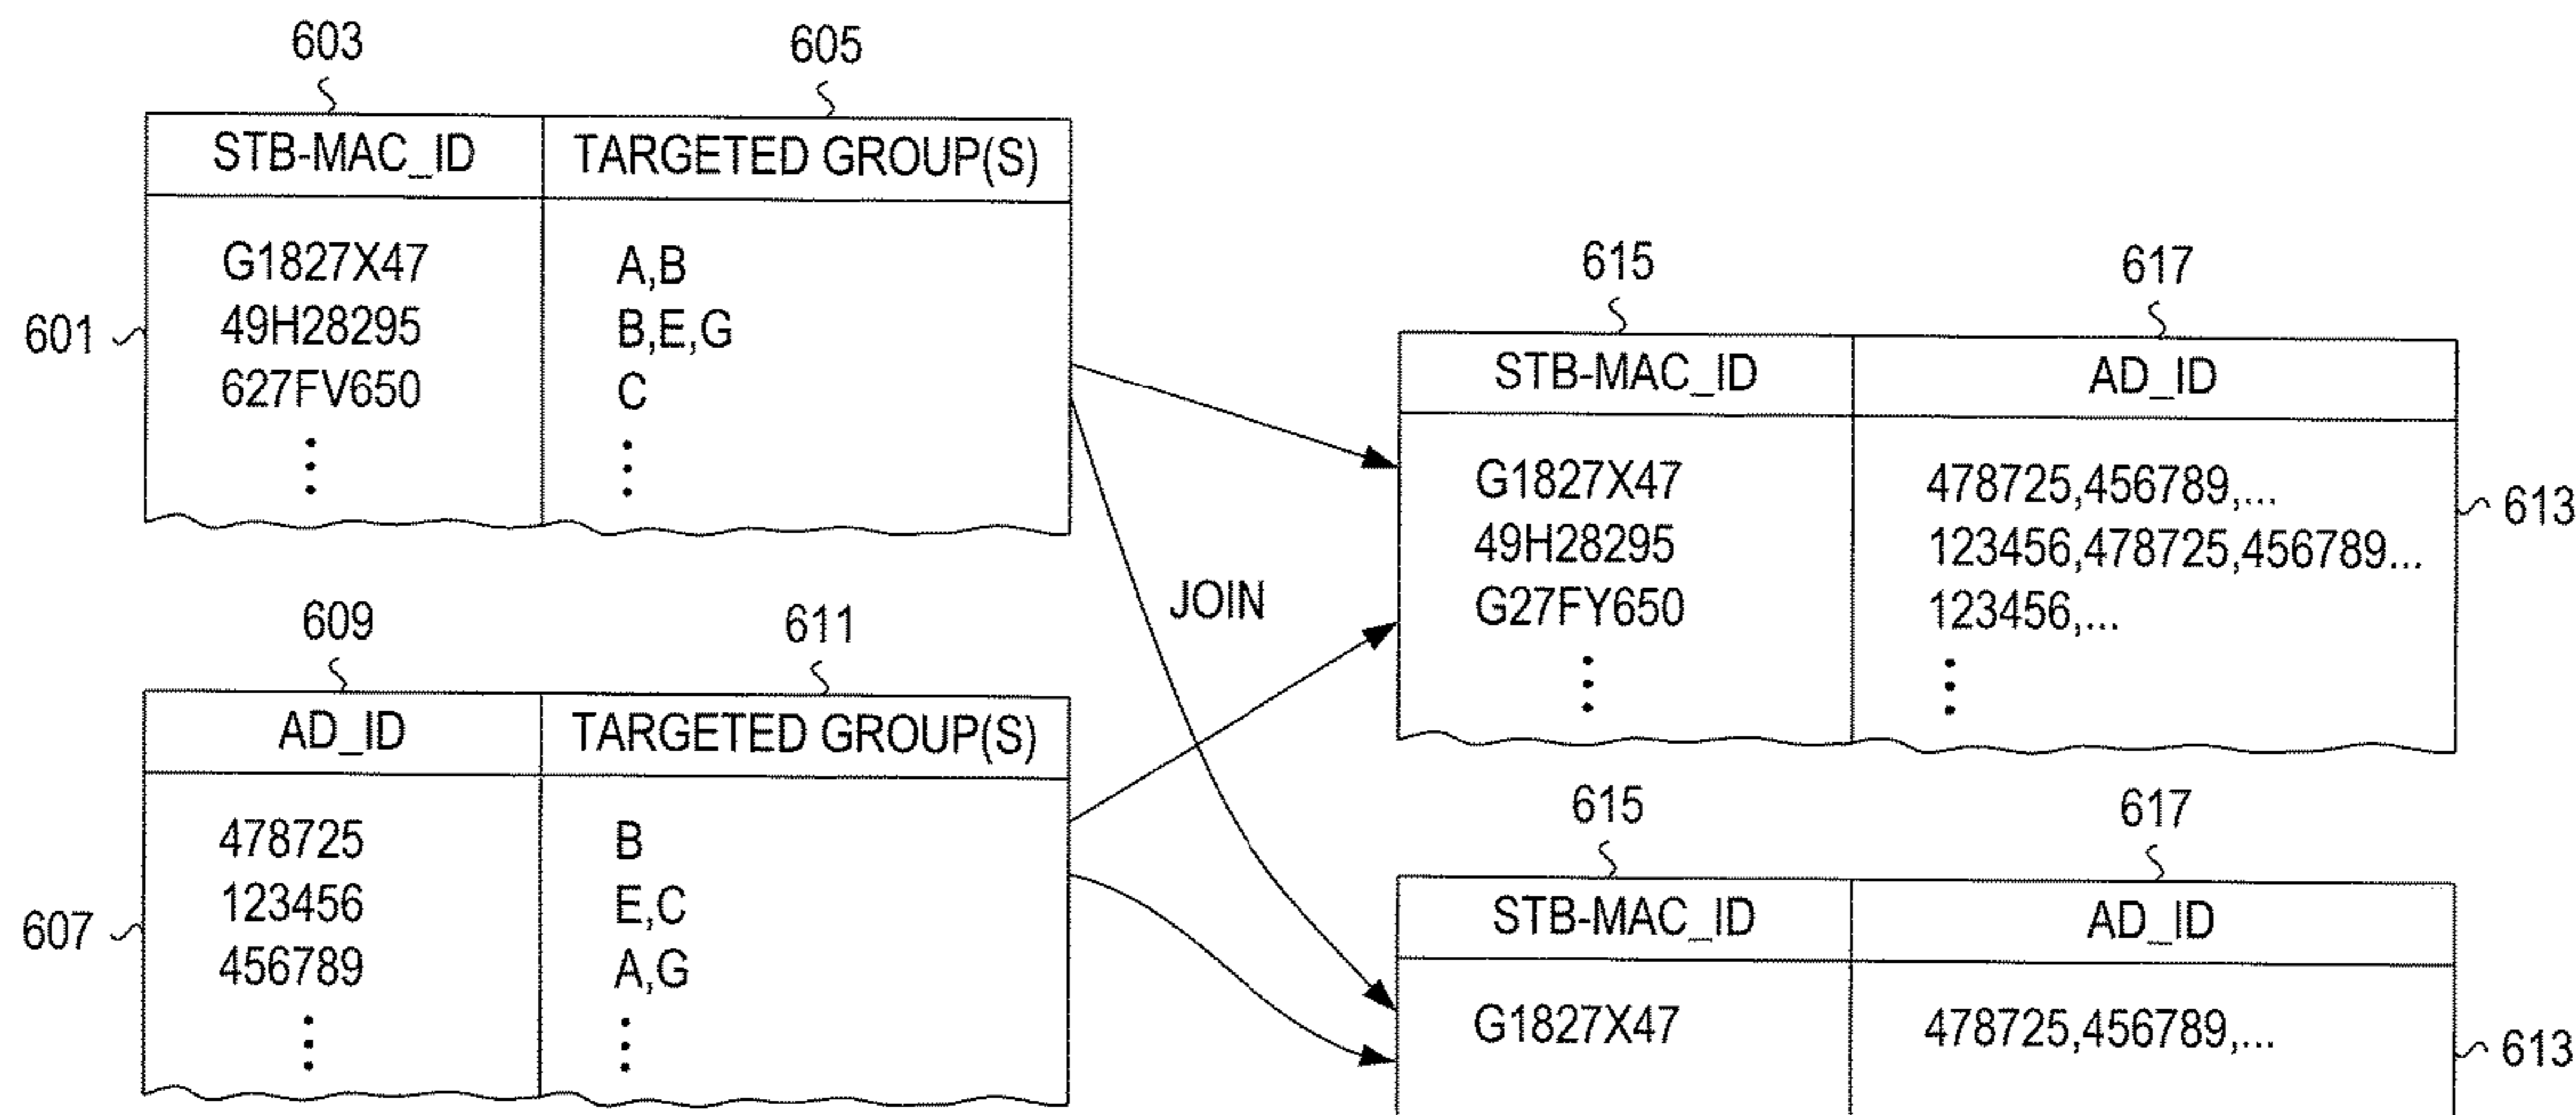 603 605
STB-MAC_ID TARGETED GROUP(S)
G1827X47 A,B
601 49H28295 B,E,G
627FV650 C
609 611
AD_ID TARGETED GROUP(S)
478725 B
607 123456 E,C
456789 A,G
JOIN
615 617
STB-MAC_ID AD_ID
G1827X47 478725,456789,...
613
49H28295 123456,478725,456789...
G27FY650 123456,...
615 617
STB-MAC_ID AD_ID
G1827X47 478725,456789,...
613